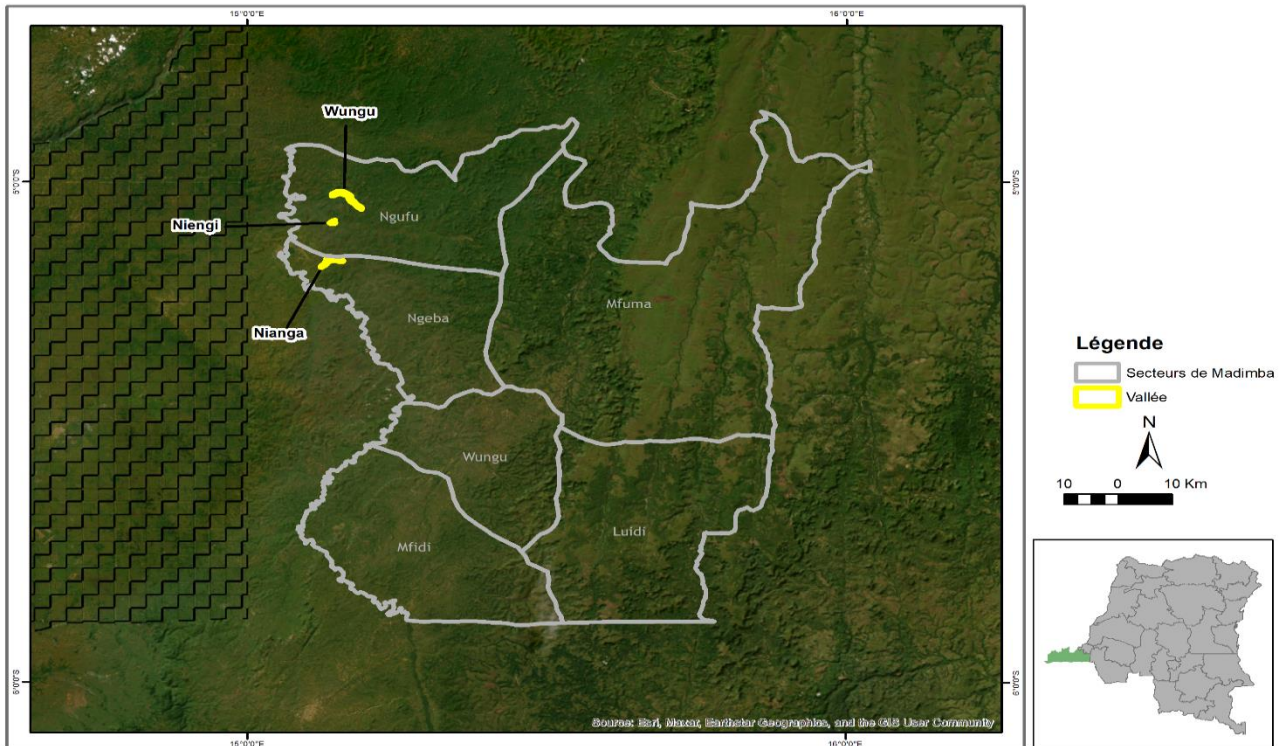 15°0'0"E
16°0'0"E
5°0'0"S
5°0'0"S
Wungu
Ngufu
Niengi
Nianga
Ngeba
Mfuma
Wungu
Mfidi
Luidi
6°0'0"S
6°0'0"S
Source: Esri, Maxar, Earthstar Geographics, and the GIS User Community
15°0'0"E
16°0'0"E
Légende
Secteurs de Madimba
Vallée
N
10 0 10 Km